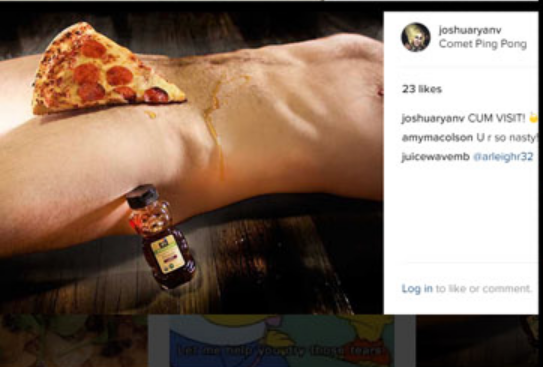 joshuaryanv
Comet Ping Pong
23 likes
joshuaryanv CUM VISIT!
amymacolson U r so nasty!
juicewavemb @arleighr32
Log in to like or comment.
Let me help you dry those tears!